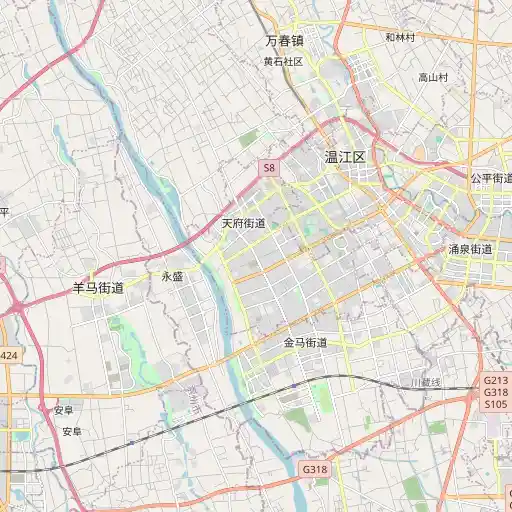 万春镇
和林村
黄石社区
高山村
温江区
S8
公平街道
平
天府街道
涌泉街道
永盛
羊马街道
金马街道
424
川藏线
G213
G318
S105
安阜
安阜
G318